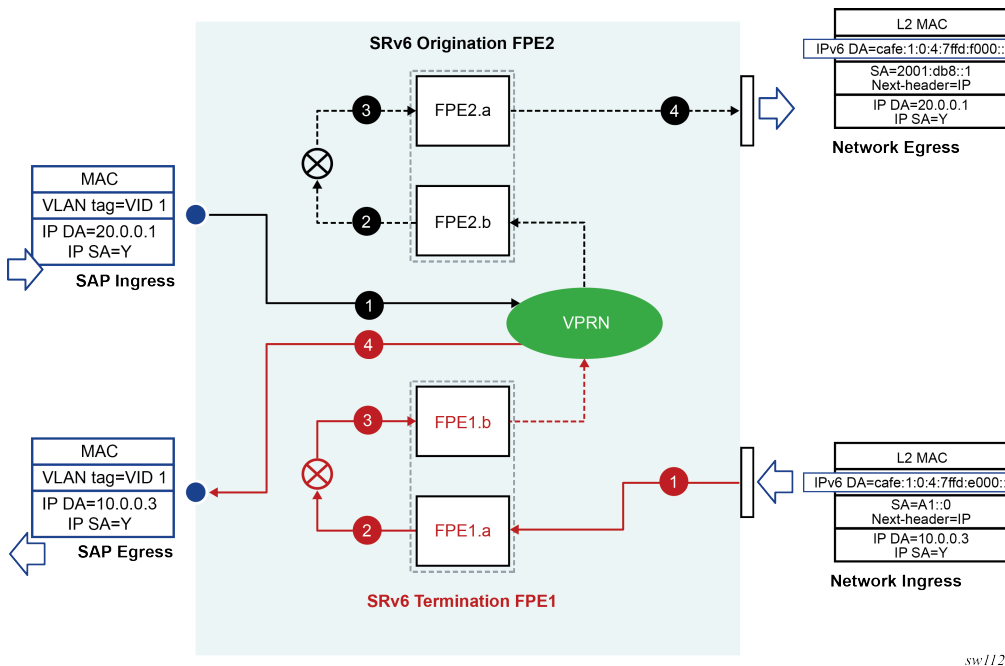 SRv6 Origination FPE2
L2 MAC
IPv6 DA=cafe:1:0:4:7ffd:f000::
SA=2001:db8::1
Next-header=IP
IP DA=20.0.0.1
IP SA=Y
Network Egress
3
FPE2.a
4
2
FPE2.b
MAC
VLAN tag=VID 1
IP DA=20.0.0.1
IP SA=Y
SAP Ingress
1
VPRN
4
3
FPE1.b
1
2
FPE1.a
MAC
VLAN tag=VID 1
IP DA=10.0.0.3
IP SA=Y
SAP Egress
L2 MAC
IPv6 DA=cafe:1:0:4:7ffd:e000::
SA=A1::0
Next-header=IP
IP DA=10.0.0.3
IP SA=Y
Network Ingress
SRv6 Termination FPE1
sw112